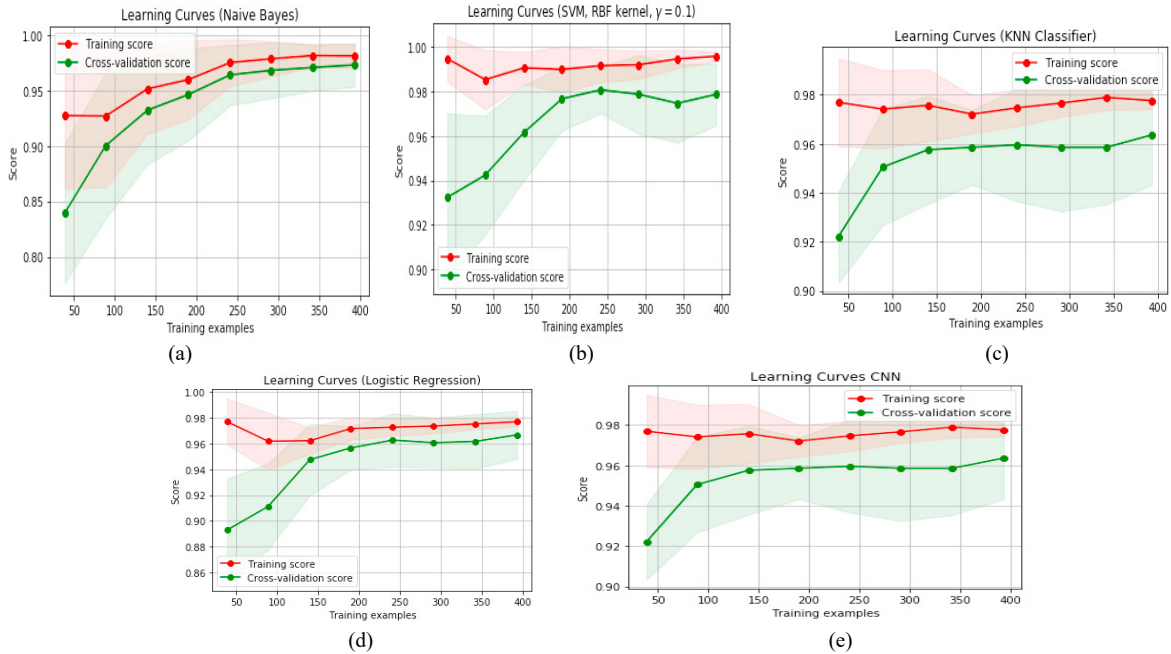 Learning Curves (Naive Bayes)
Training score
Cross-validation score
1.00
0.95
0.90
0.85
0.80
Score
50 100 150 200 250 300 350 400
Training examples
(a)
Learning Curves (SVM, RBF kernel, γ = 0.1)
1.00
0.98
0.96
0.94
0.92
0.90
Score
Training score
Cross-validation score
50 100 150 200 250 300 350 400
Training examples
(b)
Learning Curves (KNN Classifier)
Training score
Cross-validation score
0.98
0.96
0.94
0.92
0.90
Score
50 100 150 200 250 300 350 400
Training examples
(c)
Learning Curves (Logistic Regression)
1.00
0.98
0.96
0.94
0.92
0.90
0.88
0.86
Score
Training score
Cross-validation score
50 100 150 200 250 300 350 400
Training examples
(d)
Learning Curves CNN
Training score
Cross-validation score
0.98
0.96
0.94
0.92
0.90
Score
50 100 150 200 250 300 350 400
Training examples
(e)